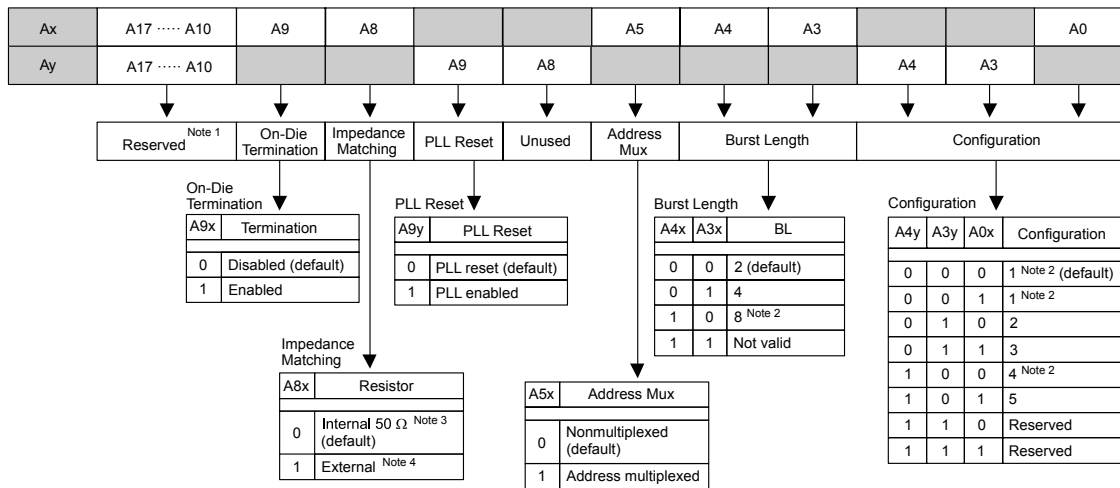 Ax A17 ····· A10 A9 A8 A5 A4 A3 A0
Ay A17 ····· A10 A9 A8 A4 A3
Reserved Note 1 On-Die Termination Impedance Matching PLL Reset Unused Address Mux Burst Length Configuration
On-Die Termination
A9x Termination
0 Disabled (default)
1 Enabled
PLL Reset
A9y PLL Reset
0 PLL reset (default)
1 PLL enabled
Burst Length
A4x A3x BL
0 0 2 (default)
0 1 4
1 0 8 Note 2
1 1 Not valid
Configuration
A4y A3y A0x Configuration
0 0 0 1 Note 2 (default)
0 0 1 1 Note 2
0 1 0 2
0 1 1 3
1 0 0 4 Note 2
1 0 1 5
1 1 0 Reserved
1 1 1 Reserved
Impedance Matching
A8x Resistor
0 Internal 50 Ω Note 3 (default)
1 External Note 4
A5x Address Mux
0 Nonmultiplexed (default)
1 Address multiplexed